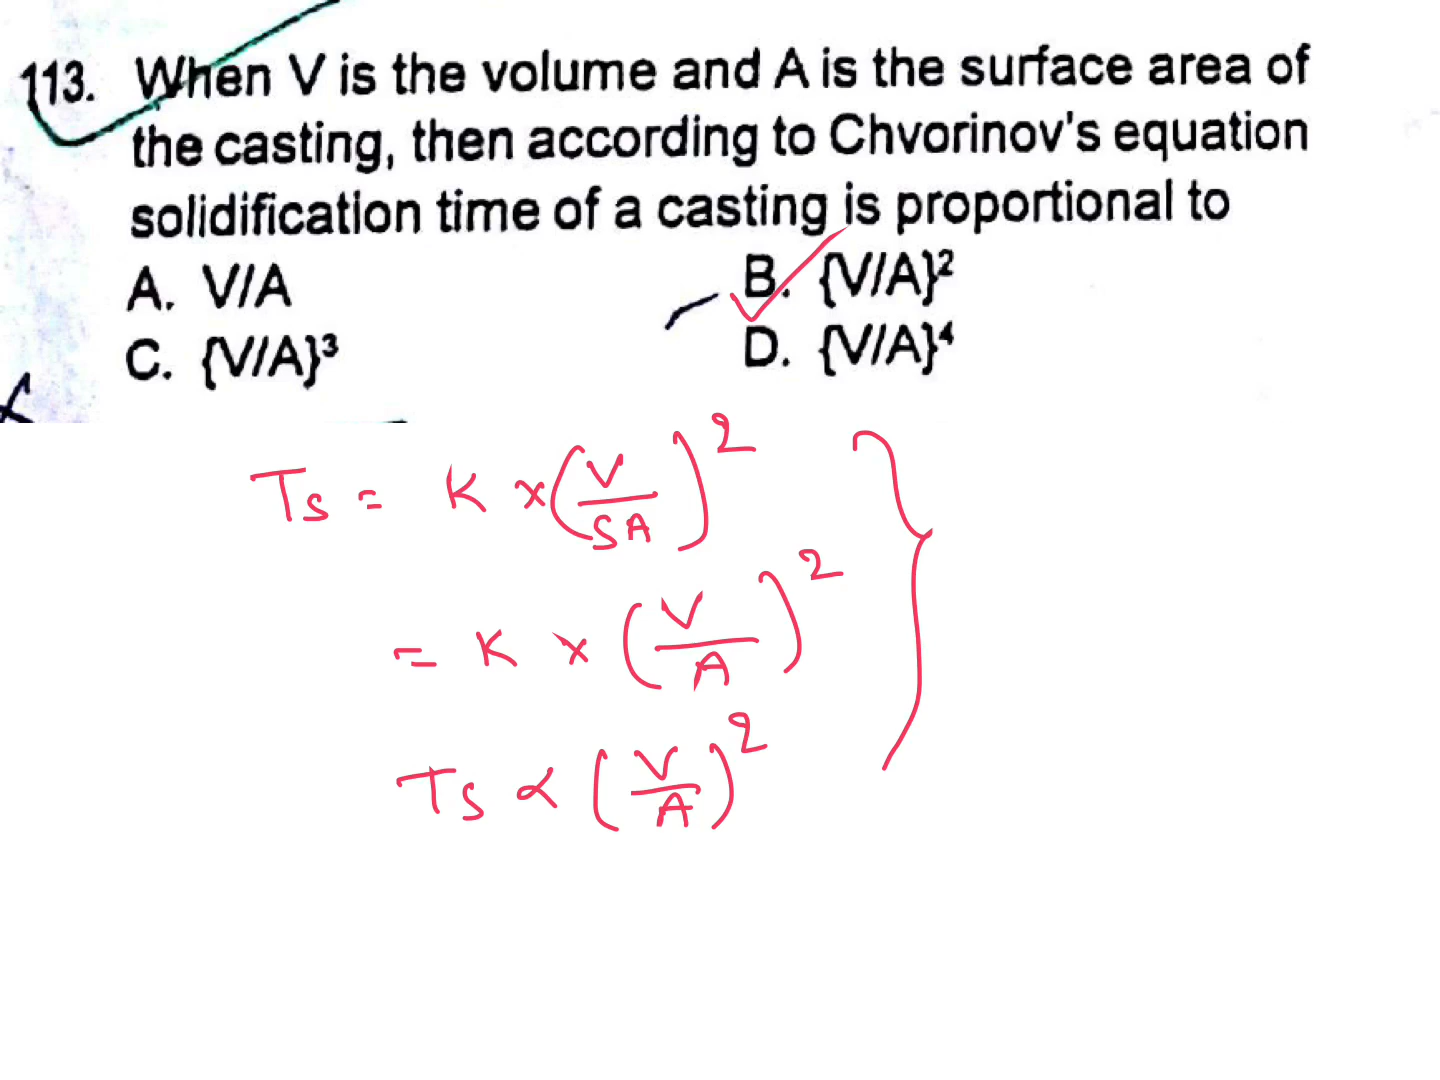 113. When V is the volume and A is the surface area of
the casting, then according to Chvorinov's equation
solidification time of a casting is proportional to
A. V/A B. {V/A}²
C. {V/A}³ D. {V/A}⁴
Ts = K × (V/SA)²
= K × (V/A)²
Ts ∝ (V/A)²